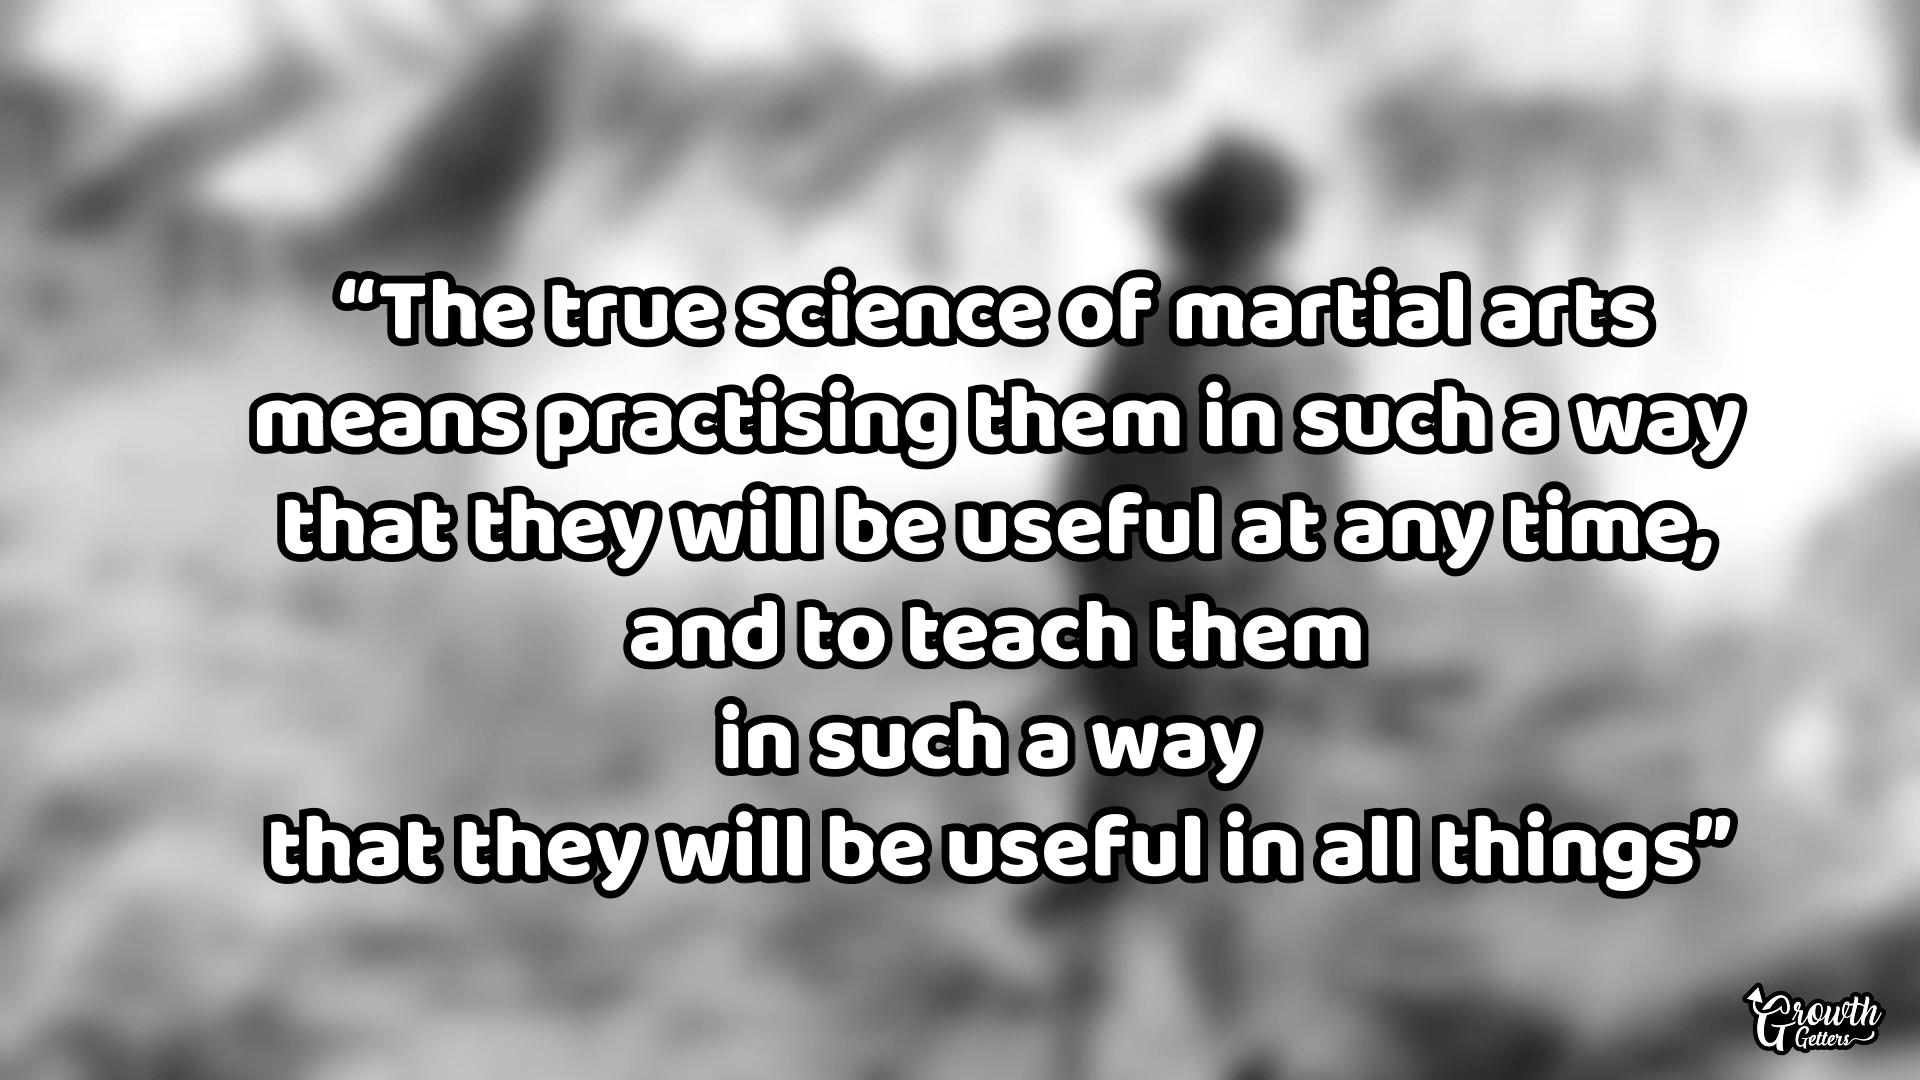 “The true science of martial arts
means practising them in such a way
that they will be useful at any time,
and to teach them
in such a way
that they will be useful in all things”
Growth
Getters